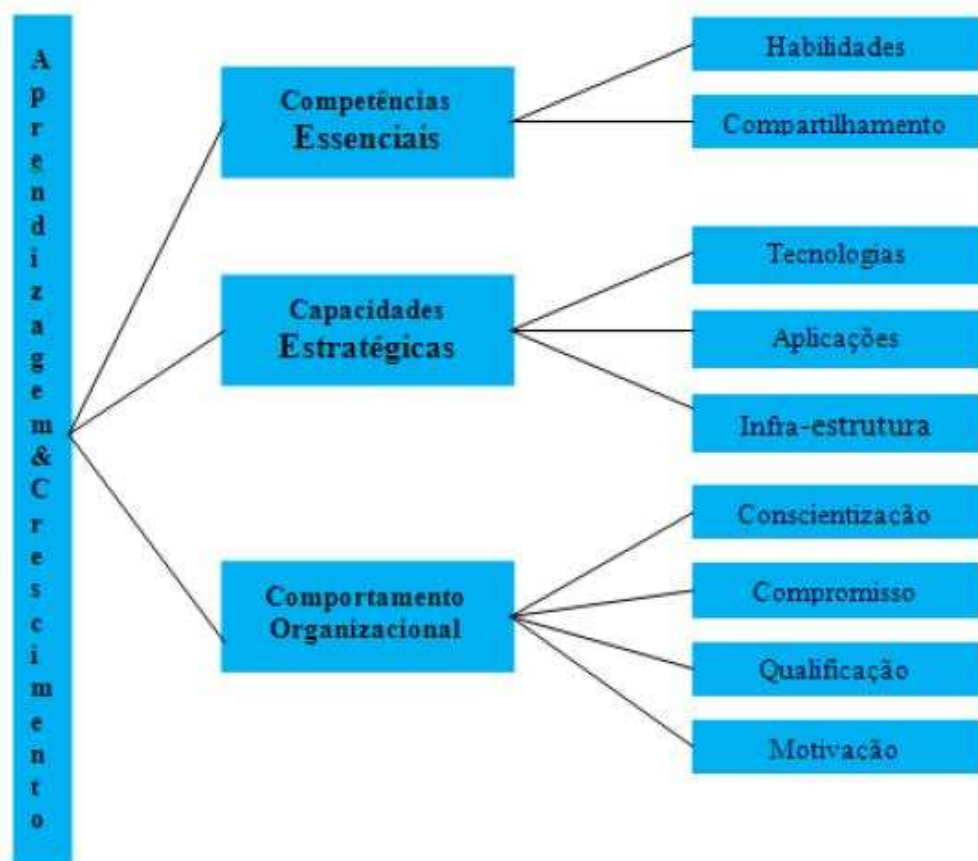 Aprendizagem&Crescimento
Competências
Essenciais
Habilidades
Compartilhamento
Capacidades
Estratégicas
Tecnologias
Aplicações
Infra-estrutura
Comportamento
Organizacional
Conscientização
Compromisso
Qualificação
Motivação